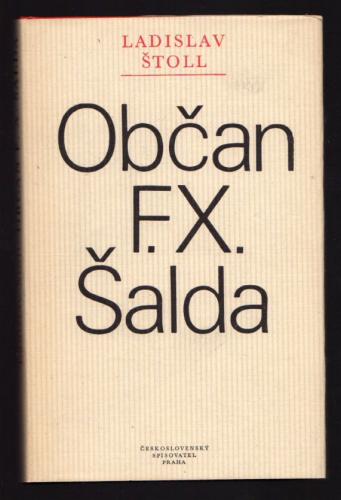 LADISLAV
ŠTOLL
Občan
F. X.
Šalda
ČESKOSLOVENSKÝ
SPISOVATEL
PRAHA